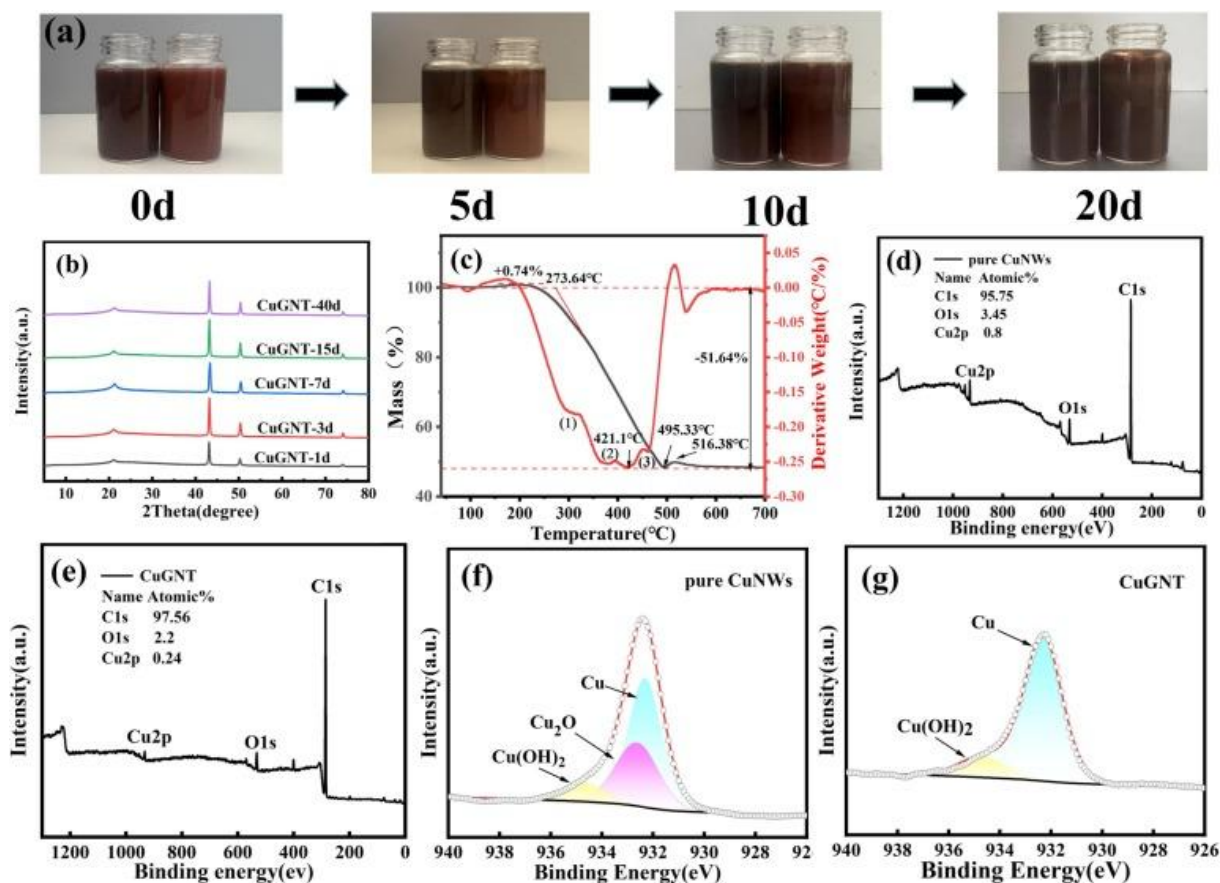 (a)
0d
5d
10d
20d
(b)
CuGNT-40d
CuGNT-15d
CuGNT-7d
CuGNT-3d
CuGNT-1d
Intensity(a.u.)
5 10 20 30 40 50 60 70 80
2Theta(degree)
(c)
+0.74%
273.64℃
-51.64%
(1)
421.1℃
(2)
(3)
495.33℃
516.38℃
Mass（%）
100
80
60
40
100 200 300 400 500 600 700
Temperature(℃)
0.05
0.00
-0.05
-0.10
-0.15
-0.20
-0.25
-0.30
Derivative Weight(℃/%)
(d)
pure CuNWs
Name Atomic%
C1s 95.75
O1s 3.45
Cu2p 0.8
C1s
Cu2p
O1s
Intensity(a.u.)
1200 1000 800 600 400 200 0
Binding energy(eV)
(e)
CuGNT
Name Atomic%
C1s 97.56
O1s 2.2
Cu2p 0.24
C1s
Cu2p
O1s
Intensity(a.u.)
1200 1000 800 600 400 200 0
Binding energy(ev)
(f)
pure CuNWs
Cu
Cu2O
Cu(OH)2
Intensity(a.u.)
940 938 936 934 932 930 928 92
Binding Energy(eV)
(g)
CuGNT
Cu
Cu(OH)2
Intensity(a.u.)
940 938 936 934 932 930 928 926
Binding Energy(eV)